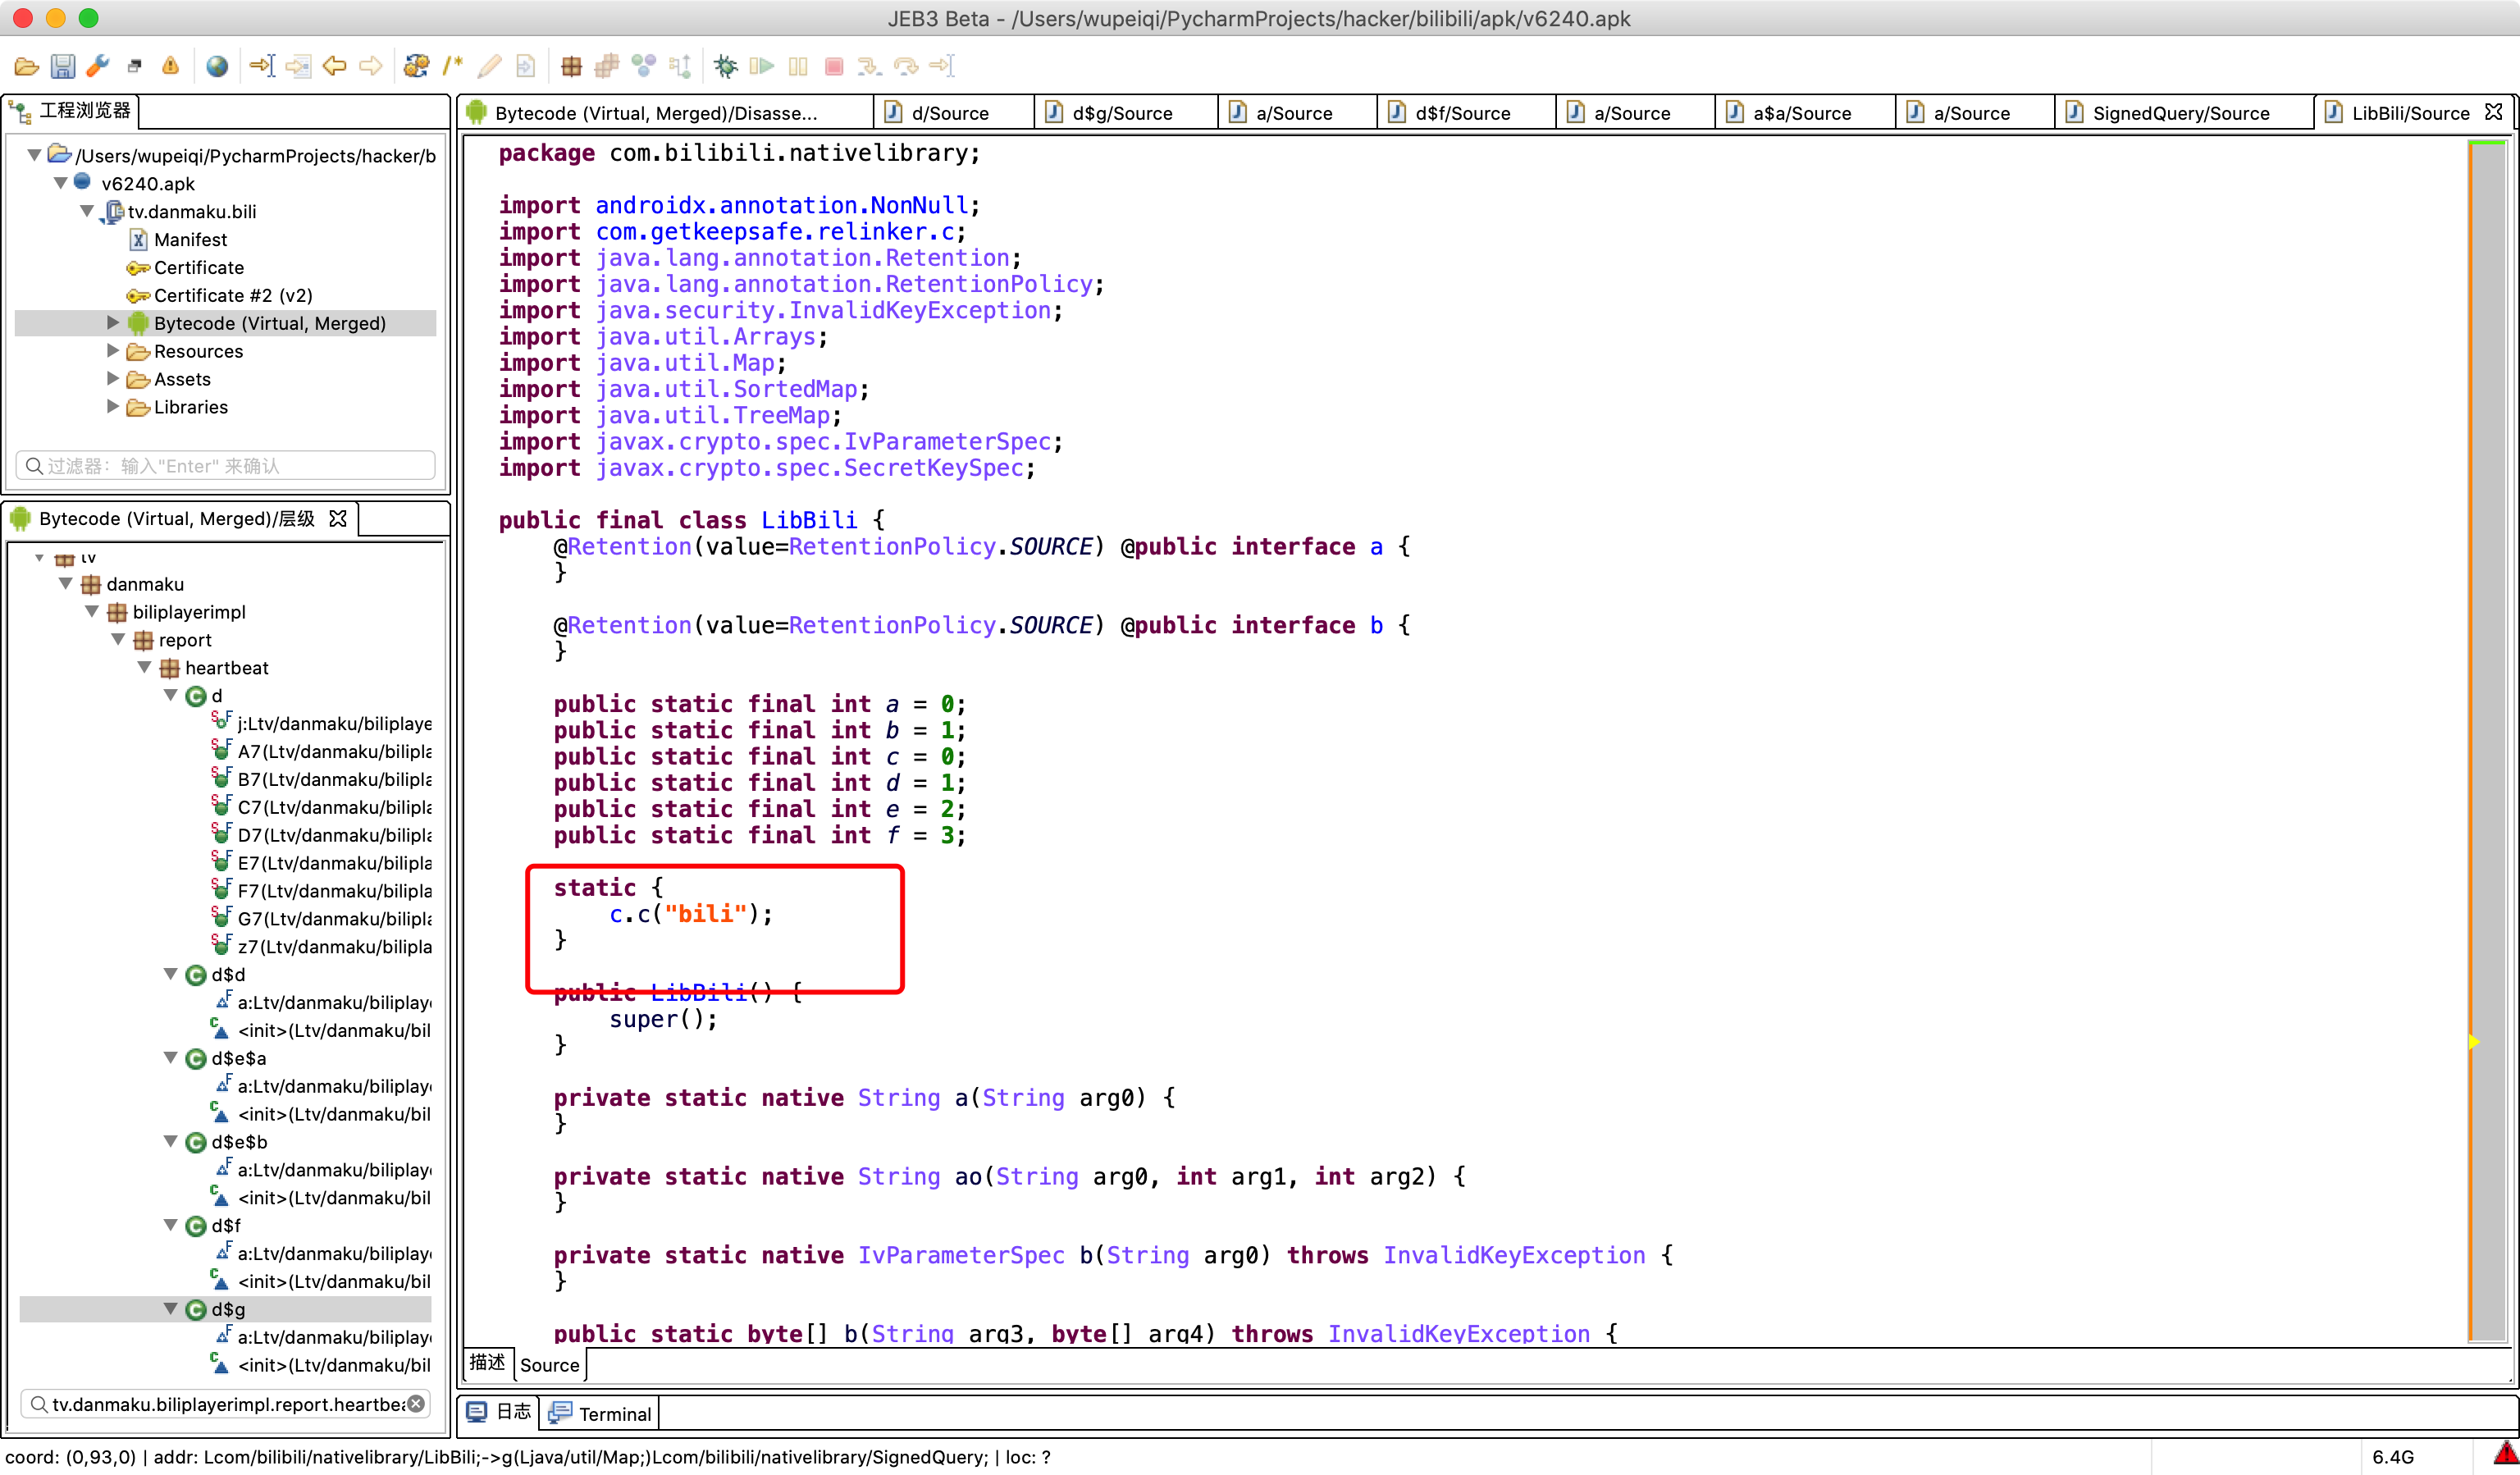 JEB3 Beta - /Users/wupeiqi/PycharmProjects/hacker/bilibili/apk/v6240.apk
工程浏览器
/Users/wupeiqi/PycharmProjects/hacker/b
v6240.apk
tv.danmaku.bili
Manifest
Certificate
Certificate #2 (v2)
Bytecode (Virtual, Merged)
Resources
Assets
Libraries
过滤器: 输入"Enter" 来确认
Bytecode (Virtual, Merged)/层级
tv
danmaku
biliplayerimpl
report
heartbeat
d
j:Ltv/danmaku/biliplaye
A7(Ltv/danmaku/bilipla
B7(Ltv/danmaku/bilipla
C7(Ltv/danmaku/bilipla
D7(Ltv/danmaku/bilipla
E7(Ltv/danmaku/bilipla
F7(Ltv/danmaku/bilipla
G7(Ltv/danmaku/bilipla
z7(Ltv/danmaku/bilipla
d$d
a:Ltv/danmaku/biliplay
<init>(Ltv/danmaku/bil
d$e$a
a:Ltv/danmaku/biliplay
<init>(Ltv/danmaku/bil
d$e$b
a:Ltv/danmaku/biliplay
<init>(Ltv/danmaku/bil
d$f
a:Ltv/danmaku/biliplay
<init>(Ltv/danmaku/bil
d$g
a:Ltv/danmaku/biliplay
<init>(Ltv/danmaku/bil
tv.danmaku.biliplayerimpl.report.heartbea
Bytecode (Virtual, Merged)/Disasse... d/Source d$g/Source a/Source d$f/Source a/Source a$a/Source a/Source SignedQuery/Source LibBili/Source
package com.bilibili.nativelibrary;
import androidx.annotation.NonNull;
import com.getkeepsafe.relinker.c;
import java.lang.annotation.Retention;
import java.lang.annotation.RetentionPolicy;
import java.security.InvalidKeyException;
import java.util.Arrays;
import java.util.Map;
import java.util.SortedMap;
import java.util.TreeMap;
import javax.crypto.spec.IvParameterSpec;
import javax.crypto.spec.SecretKeySpec;
public final class LibBili {
@Retention(value=RetentionPolicy.SOURCE) @public interface a {
}
@Retention(value=RetentionPolicy.SOURCE) @public interface b {
}
public static final int a = 0;
public static final int b = 1;
public static final int c = 0;
public static final int d = 1;
public static final int e = 2;
public static final int f = 3;
static {
c.c("bili");
}
public LibBili() {
super();
}
private static native String a(String arg0) {
}
private static native String ao(String arg0, int arg1, int arg2) {
}
private static native IvParameterSpec b(String arg0) throws InvalidKeyException {
}
public static byte[] b(String arg3, byte[] arg4) throws InvalidKeyException {
描述 Source
日志 Terminal
coord: (0,93,0) | addr: Lcom/bilibili/nativelibrary/LibBili;->g(Ljava/util/Map;)Lcom/bilibili/nativelibrary/SignedQuery; | loc: ?
6.4G